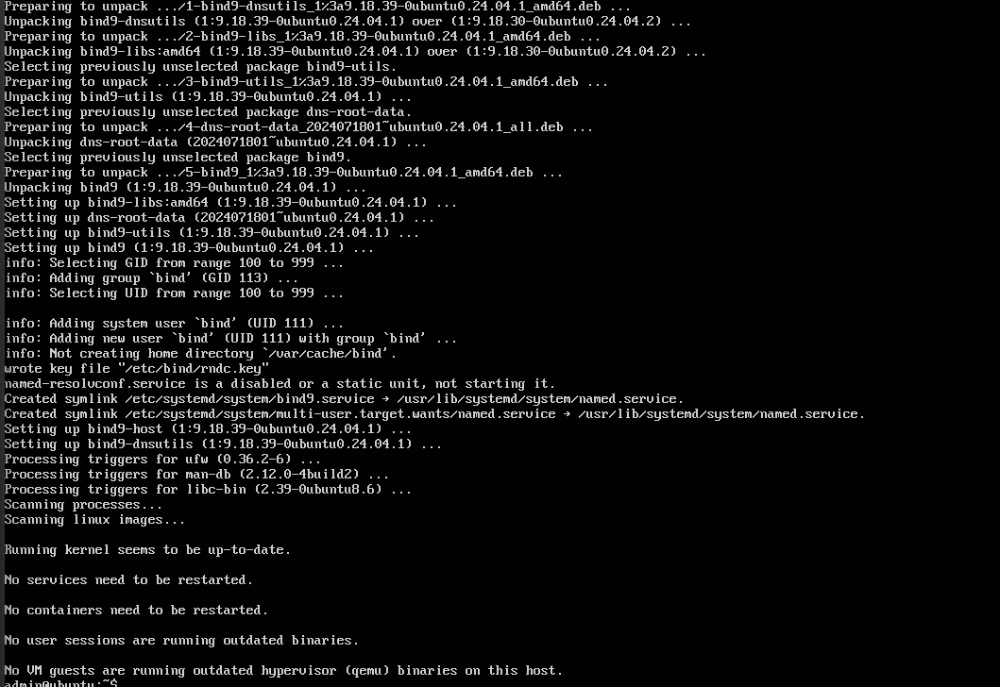 Preparing to unpack .../1-bind9-dnsutils_1%3a9.18.39-0ubuntu0.24.04.1_amd64.deb ...
Unpacking bind9-dnsutils (1:9.18.39-0ubuntu0.24.04.1) over (1:9.18.30-0ubuntu0.24.04.2) ...
Preparing to unpack .../2-bind9-libs_1%3a9.18.39-0ubuntu0.24.04.1_amd64.deb ...
Unpacking bind9-libs:amd64 (1:9.18.39-0ubuntu0.24.04.1) over (1:9.18.30-0ubuntu0.24.04.2) ...
Selecting previously unselected package bind9-utils.
Preparing to unpack .../3-bind9-utils_1%3a9.18.39-0ubuntu0.24.04.1_amd64.deb ...
Unpacking bind9-utils (1:9.18.39-0ubuntu0.24.04.1) ...
Selecting previously unselected package dns-root-data.
Preparing to unpack .../4-dns-root-data_2024071801~ubuntu0.24.04.1_all.deb ...
Unpacking dns-root-data (2024071801~ubuntu0.24.04.1) ...
Selecting previously unselected package bind9.
Preparing to unpack .../5-bind9_1%3a9.18.39-0ubuntu0.24.04.1_amd64.deb ...
Unpacking bind9 (1:9.18.39-0ubuntu0.24.04.1) ...
Setting up bind9-libs:amd64 (1:9.18.39-0ubuntu0.24.04.1) ...
Setting up dns-root-data (2024071801~ubuntu0.24.04.1) ...
Setting up bind9-utils (1:9.18.39-0ubuntu0.24.04.1) ...
Setting up bind9 (1:9.18.39-0ubuntu0.24.04.1) ...
info: Selecting GID from range 100 to 999 ...
info: Adding group `bind' (GID 113) ...
info: Selecting UID from range 100 to 999 ...
info: Adding system user `bind' (UID 111) ...
info: Adding new user `bind' (UID 111) with group `bind' ...
info: Not creating home directory `/var/cache/bind'.
wrote key file "/etc/bind/rndc.key"
named-resolvconf.service is a disabled or a static unit, not starting it.
Created symlink /etc/systemd/system/bind9.service → /usr/lib/systemd/system/named.service.
Created symlink /etc/systemd/system/multi-user.target.wants/named.service → /usr/lib/systemd/system/named.service.
Setting up bind9-host (1:9.18.39-0ubuntu0.24.04.1) ...
Setting up bind9-dnsutils (1:9.18.39-0ubuntu0.24.04.1) ...
Processing triggers for ufw (0.36.2-6) ...
Processing triggers for man-db (2.12.0-4build2) ...
Processing triggers for libc-bin (2.39-0ubuntu8.6) ...
Scanning processes...
Scanning linux images...
Running kernel seems to be up-to-date.
No services need to be restarted.
No containers need to be restarted.
No user sessions are running outdated binaries.
No VM guests are running outdated hypervisor (qemu) binaries on this host.
admin@ubuntu:~$